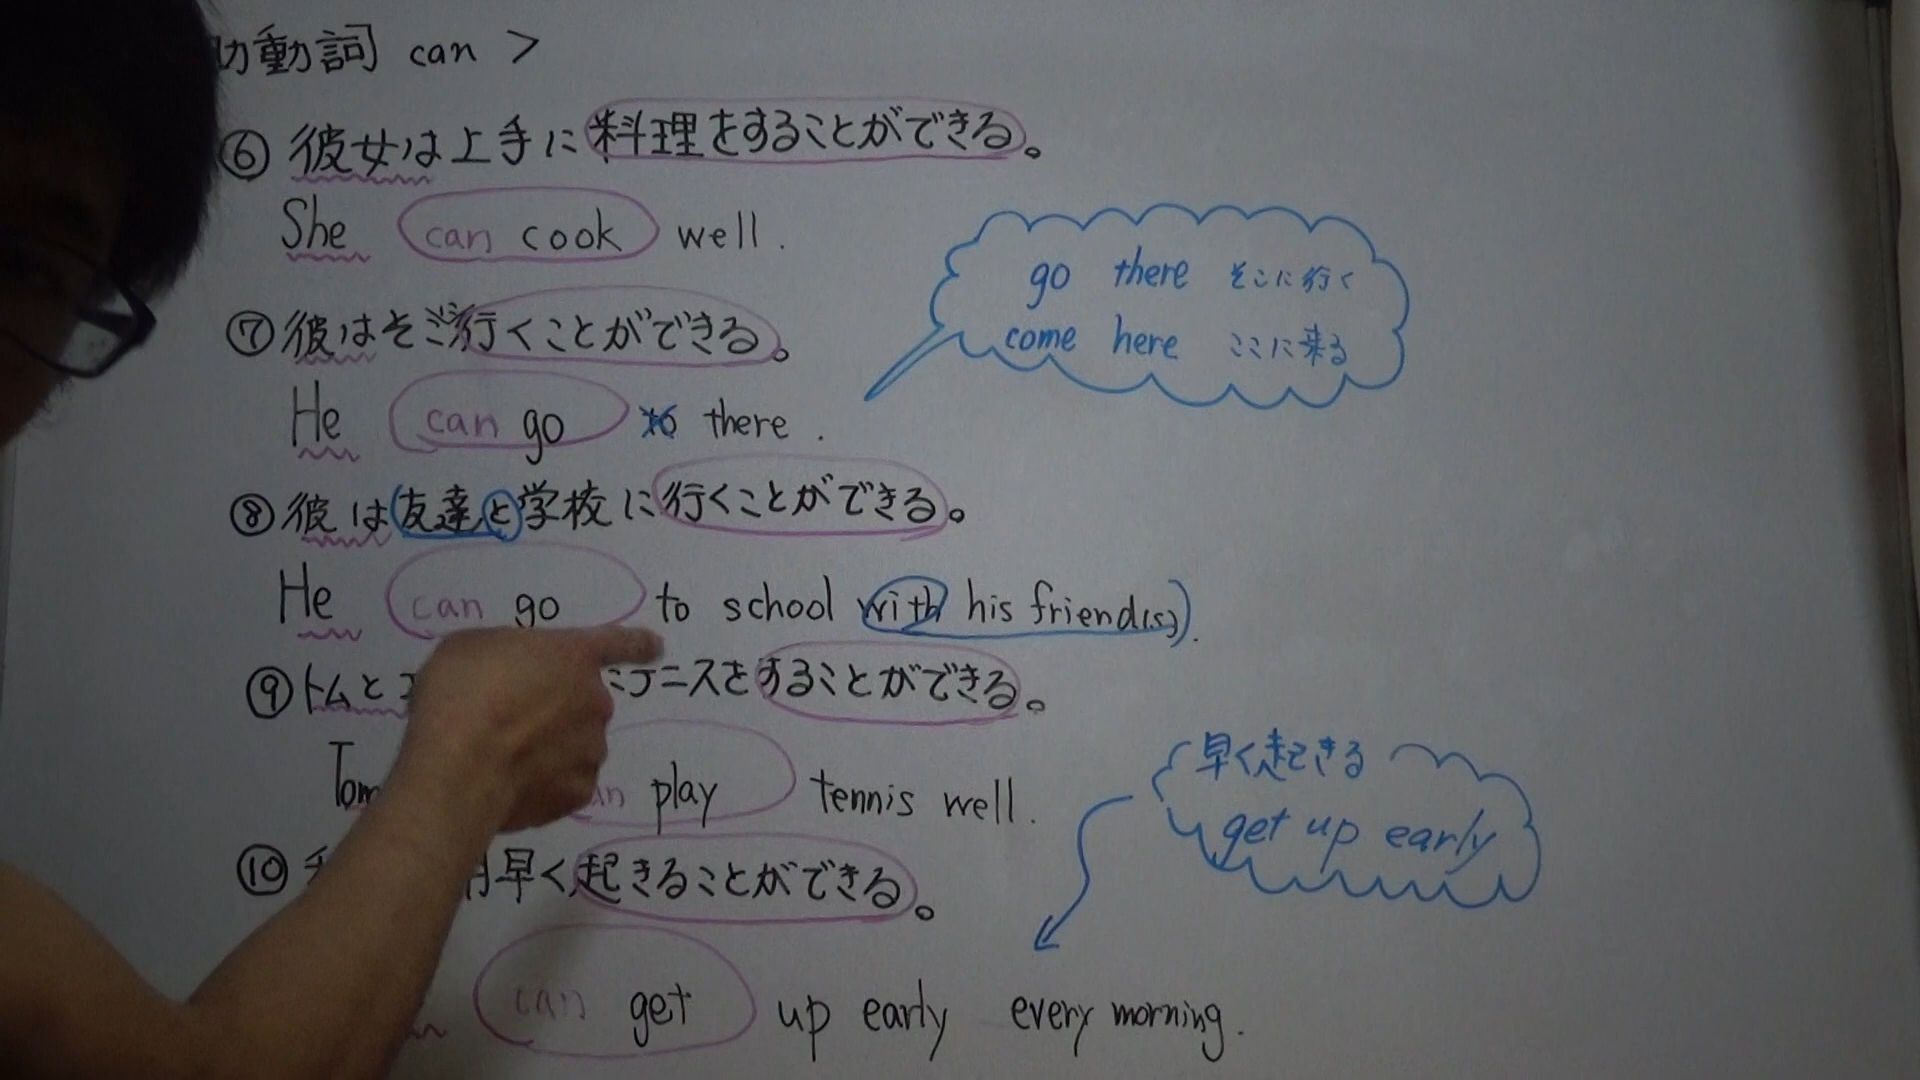 助動詞 can >
⑥ 彼女は上手に料理をすることができる。
She can cook well.
go there そこに行く
come here ここに来る
⑦ 彼はそこに行くことができる。
He can go to there.
⑧ 彼は友達と学校に行くことができる。
He can go to school with his friend(s).
⑨ トムと テニスをすることができる。
Tom play tennis well.
早く起きる
get up early
⑩ 早く起きることができる。
can get up early every morning.